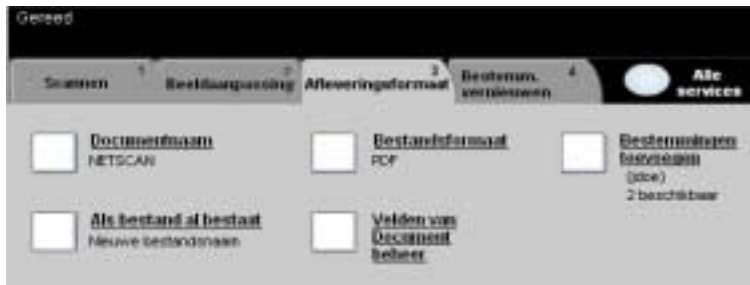 Gereed
Scannen 1
Beeldaanpassing 2
Afleveringsformaat 3
Bestemm. 4
vernieuwen
Alle
services
Documentnaam
NETSCAN
Bestandsformaat
PDF
Bestemmingen
toevoegen
(jdoe)
2 beschikbaar
Als bestand al bestaat
Nieuwe bestandsnaam
Velden van
Document
beheer